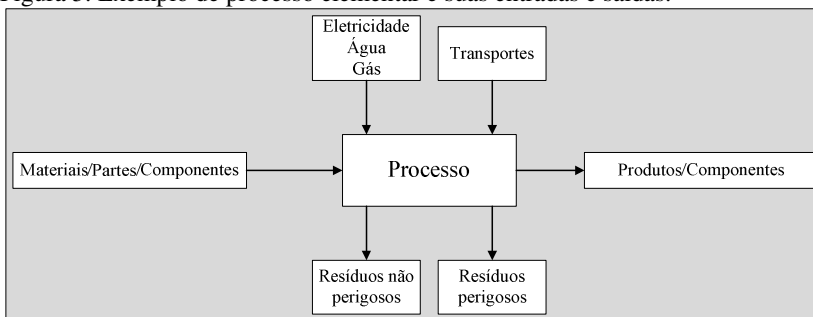 Figura 3: Exemplo de processo elementar e suas entradas e saídas.
Eletricidade
Água
Gás
Transportes
Materiais/Partes/Componentes
Processo
Produtos/Componentes
Resíduos não
perigosos
Resíduos
perigosos